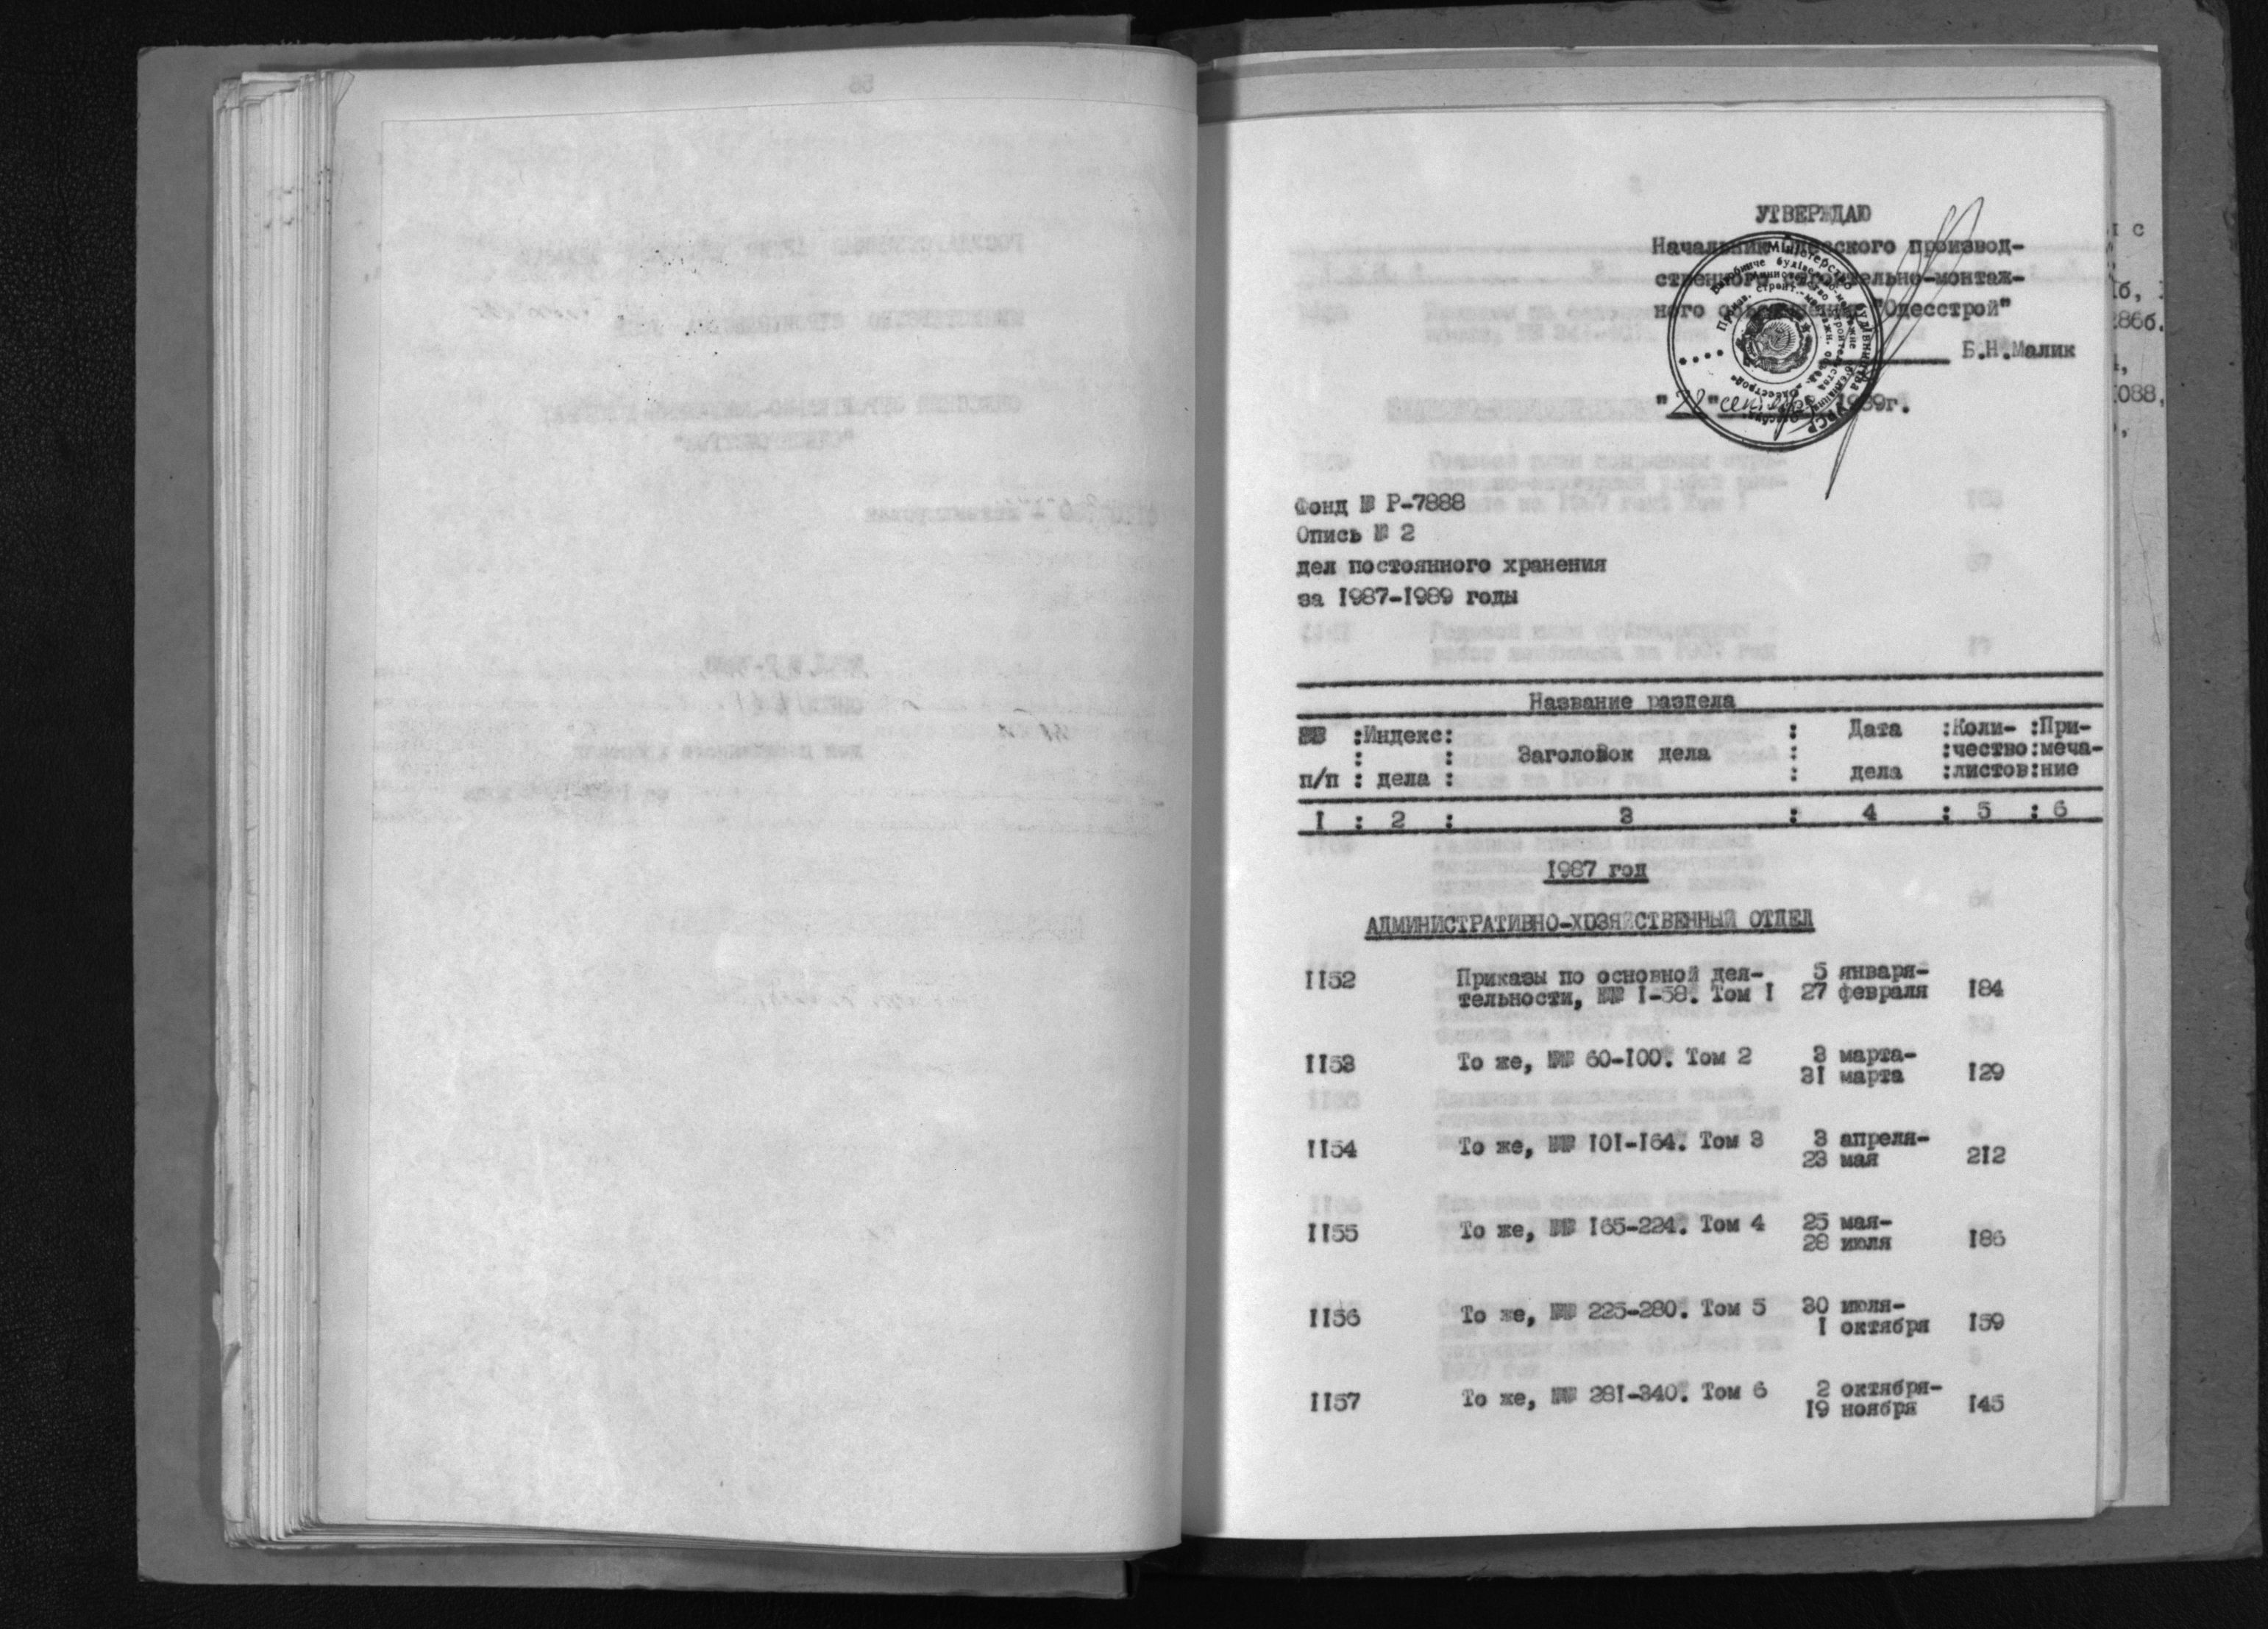 УТВЕРЖДАЮ
Начальник Одесского производ-
ственного строительно-монтаж-
ного объединения "Одесстрой"
Б.Н.Малик
"28" сентября 1989г.
Фонд № Р-7888
Опись № 2
дел постоянного хранения
за 1987-1989 годы
Название раздела
№№ :Индекс: : Дата :Коли- :При-
: : Заголовок дела : :чество:меча-
п/п : дела : : дела :листов:ние
1 : 2 : 3 : 4 : 5 : 6
1987 год
АДМИНИСТРАТИВНО-ХОЗЯЙСТВЕННЫЙ ОТДЕЛ
1152 Приказы по основной дея- 5 января-
тельности, №№ 1-58. Том 1 27 февраля 184
1153 То же, №№ 60-100. Том 2 3 марта-
31 марта 129
1154 То же, №№ 101-164. Том 3 3 апреля-
23 мая 212
1155 То же, №№ 165-224. Том 4 25 мая-
28 июля 186
1156 То же, №№ 225-280. Том 5 30 июля-
1 октября 159
1157 То же, №№ 281-340. Том 6 2 октября-
19 ноября 145